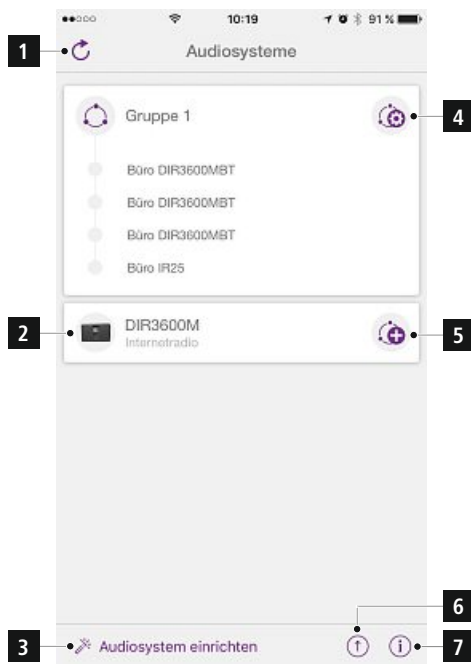 10:19
91 %
1
Audiosysteme
Gruppe 1
4
Büro DIR3600MBT
Büro DIR3600MBT
Büro DIR3600MBT
Büro IR25
2
DIR3600M
Internetradio
5
6
3
Audiosystem einrichten
7